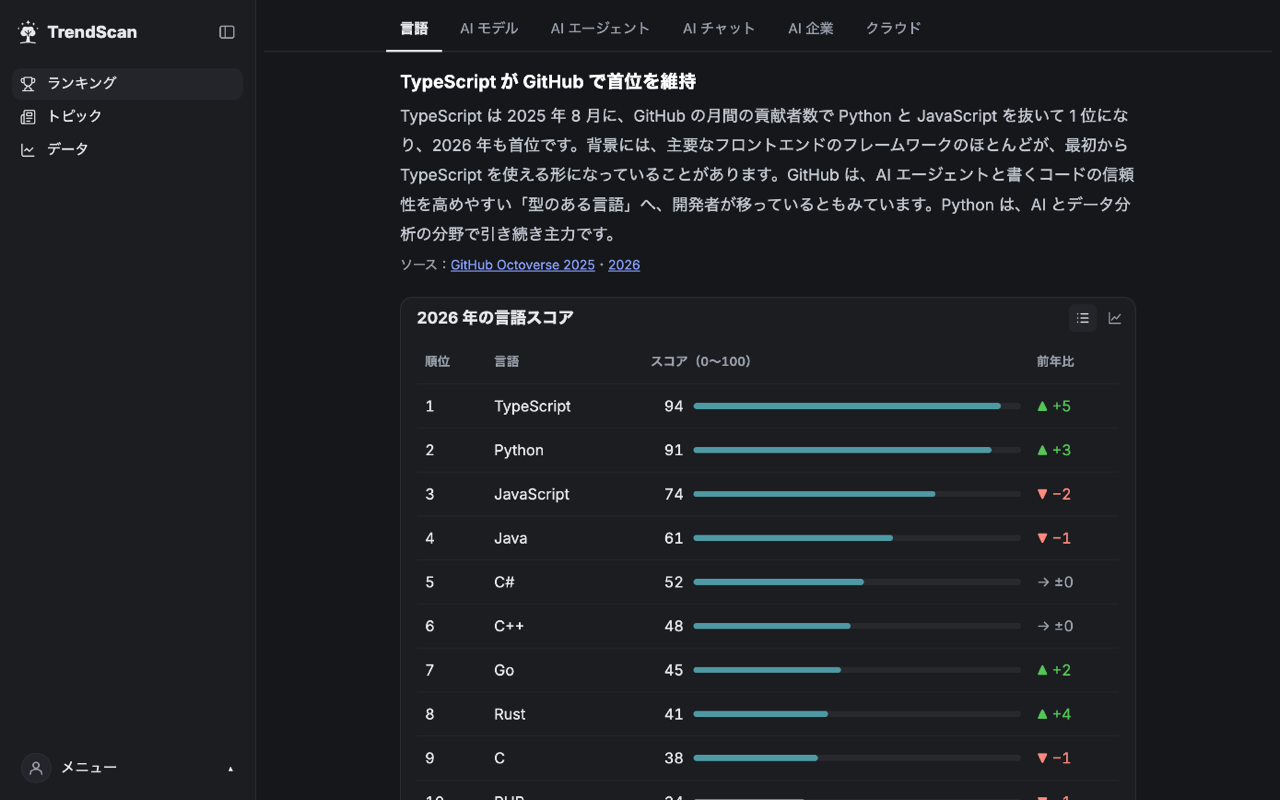 TrendScan
ランキング
トピック
データ
メニュー
言語 AI モデル AI エージェント AI チャット AI 企業 クラウド
TypeScript が GitHub で首位を維持
TypeScript は 2025 年 8 月に、GitHub の月間の貢献者数で Python と JavaScript を抜いて 1 位にな
り、2026 年も首位です。背景には、主要なフロントエンドのフレームワークのほとんどが、最初から
TypeScript を使える形になっていることがあります。GitHub は、AI エージェントと書くコードの信頼
性を高めやすい「型のある言語」へ、開発者が移っているともみています。Python は、AI とデータ分
析の分野で引き続き主力です。
ソース：GitHub Octoverse 2025・2026
2026 年の言語スコア
順位 言語 スコア（0〜100） 前年比
1 TypeScript 94 ▲ +5
2 Python 91 ▲ +3
3 JavaScript 74 ▼ −2
4 Java 61 ▼ −1
5 C# 52 → ±0
6 C++ 48 → ±0
7 Go 45 ▲ +2
8 Rust 41 ▲ +4
9 C 38 ▼ −1